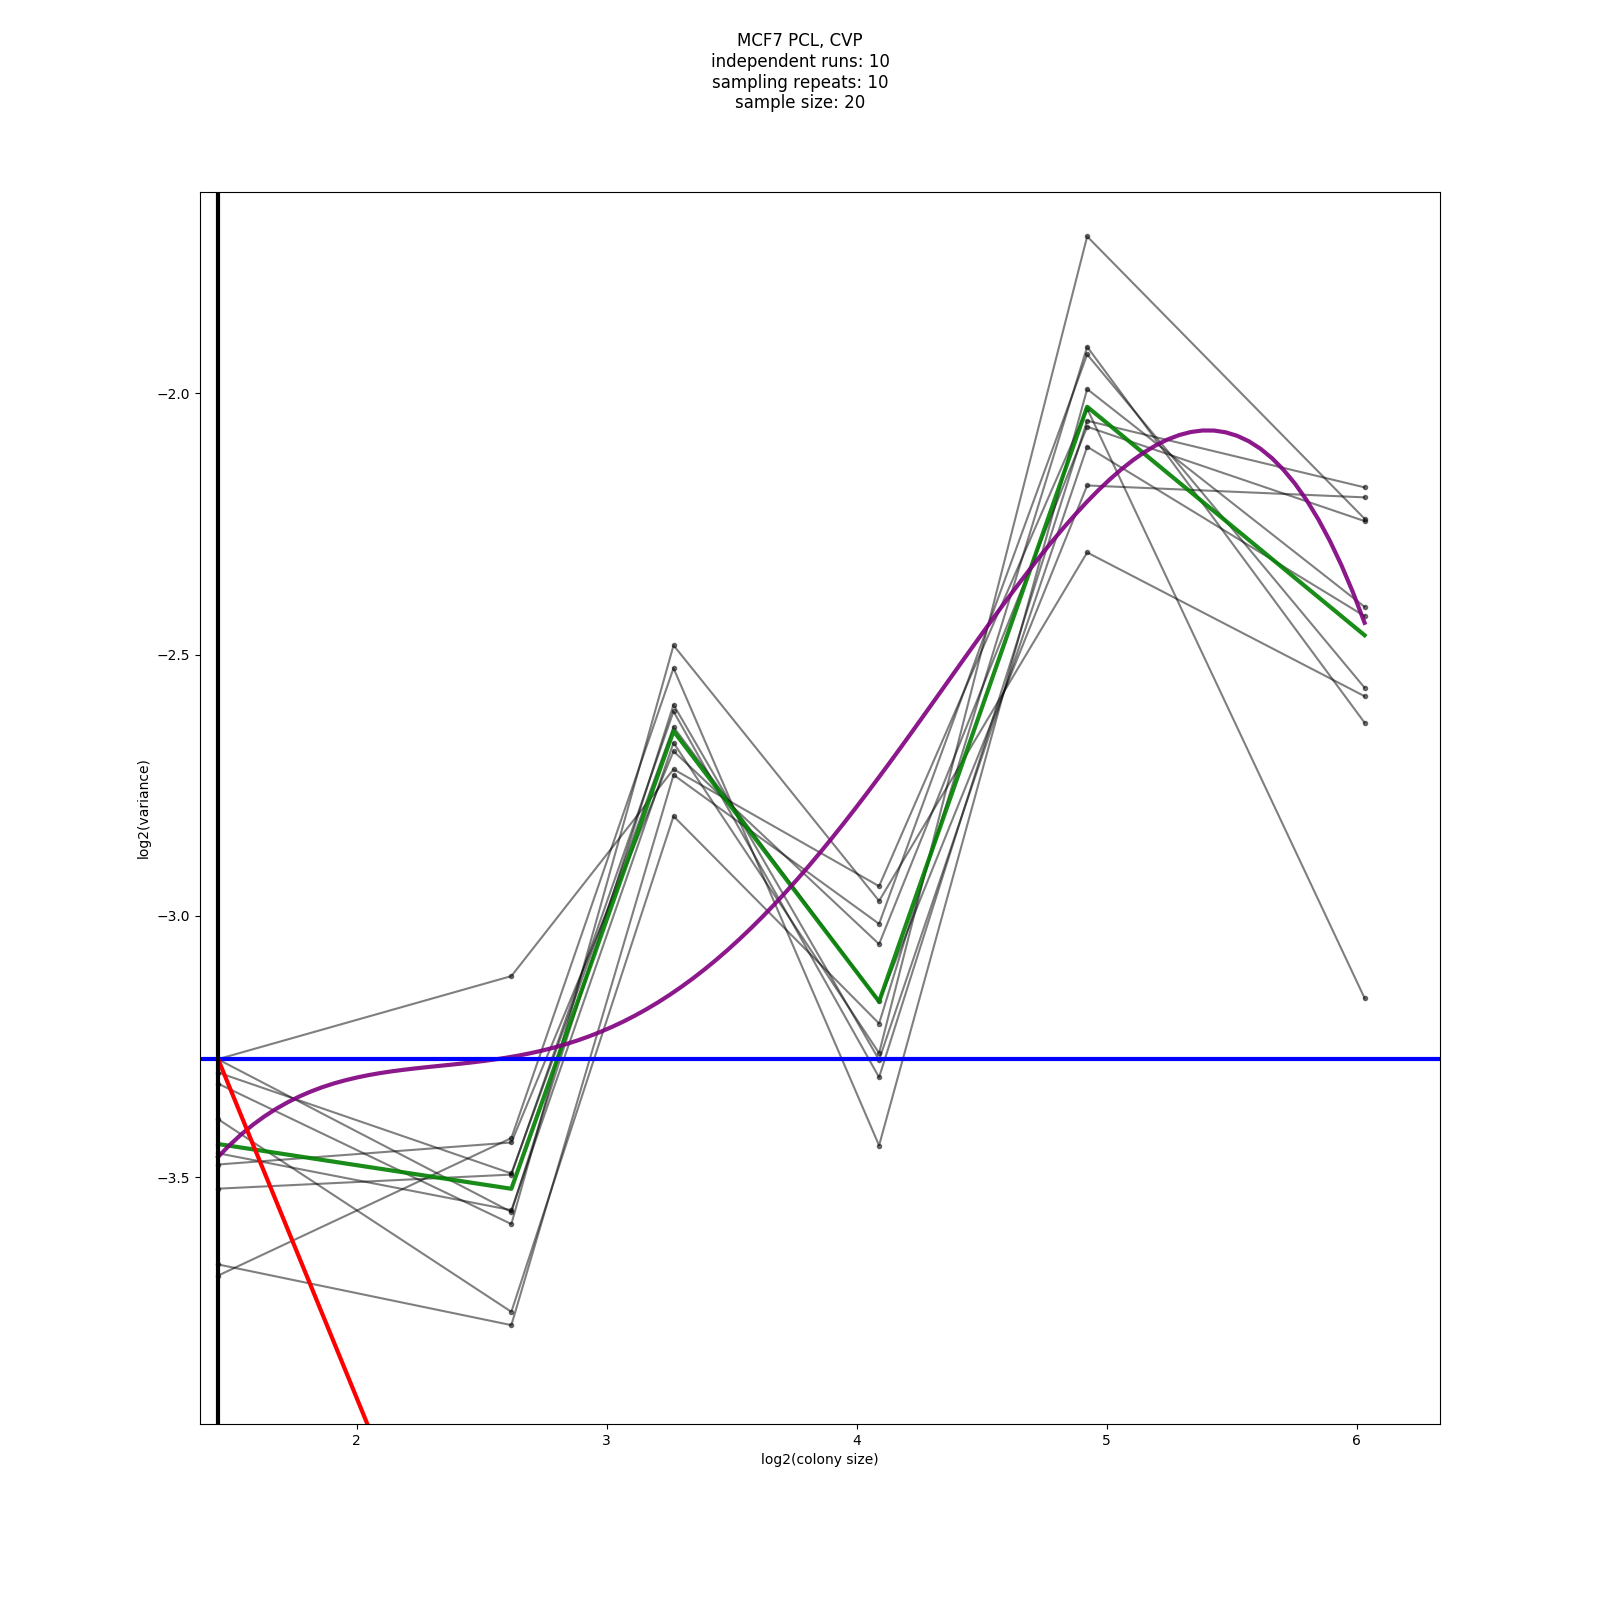 MCF7 PCL, CVP
independent runs: 10
sampling repeats: 10
sample size: 20
−2.0
−2.5
−3.0
−3.5
log2(variance)
2 3 4 5 6
log2(colony size)